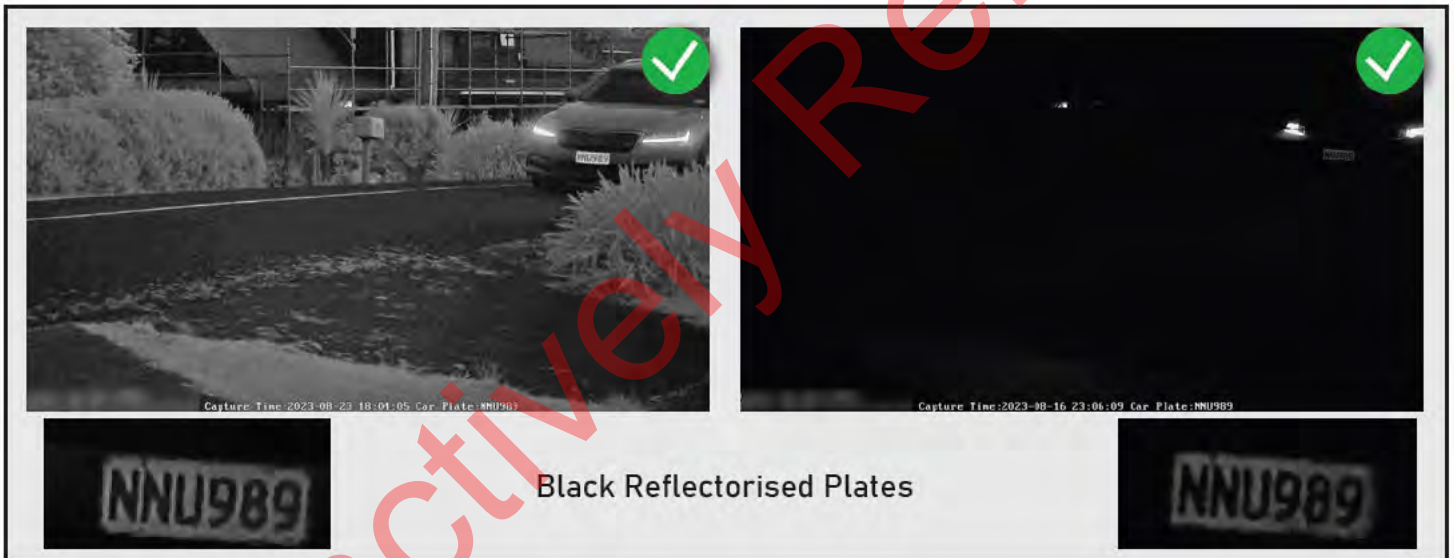 NNU989
Capture Time:2023-08-23 18:01:05 Car Plate:NNU989
Capture Time:2023-08-16 23:06:09 Car Plate:NNU989
NNU989
Black Reflectorised Plates
NNU989
ctively Re